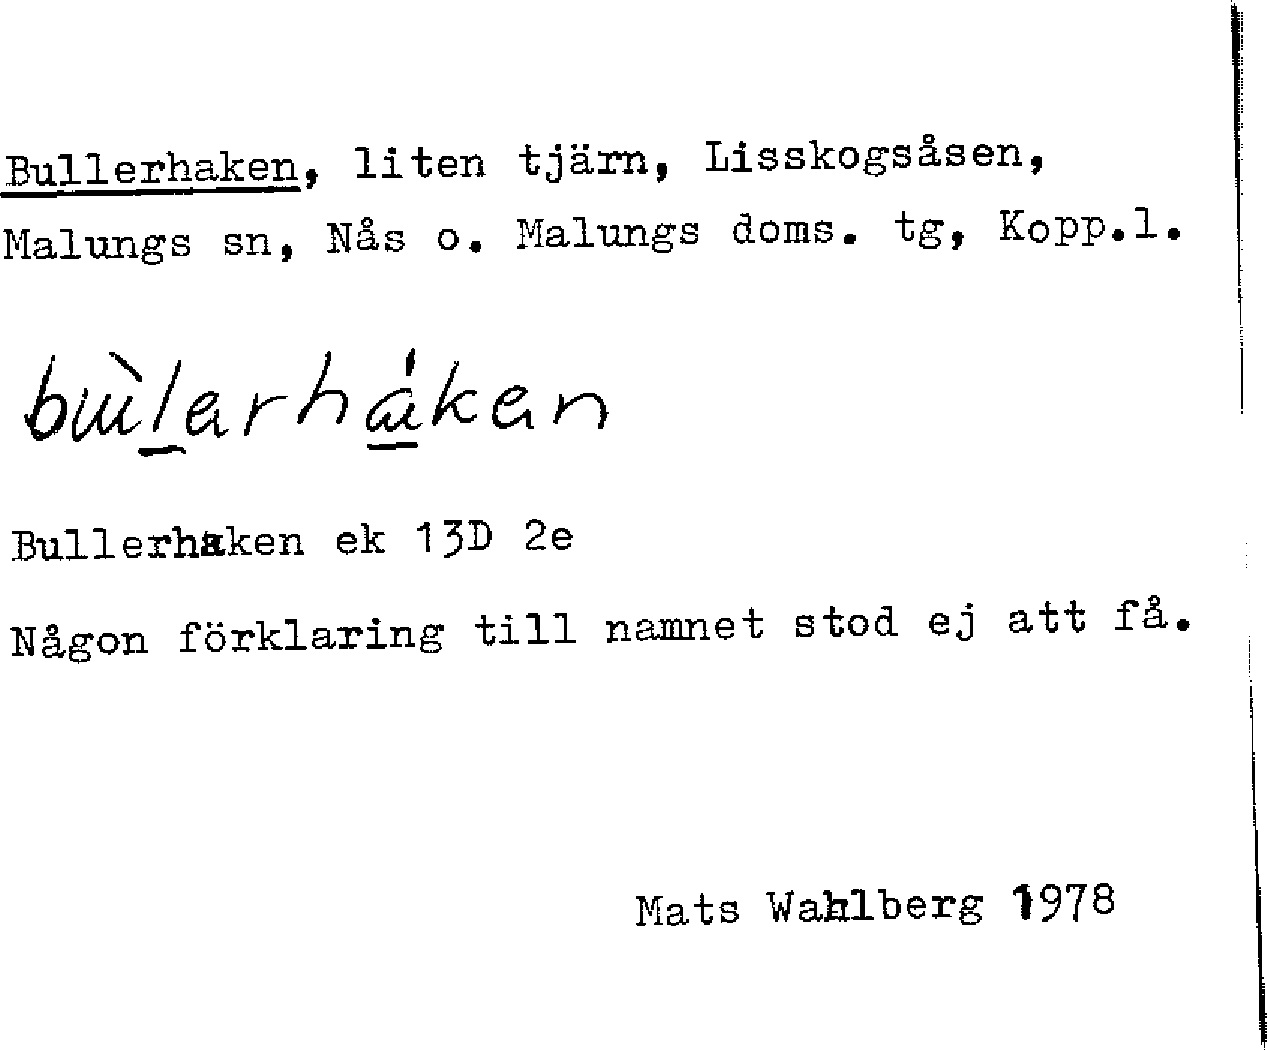 Bullerhaken, liten tjärn, Lisskogsåsen,
Malungs sn, Nås o. Malungs doms. tg, Kopp.l.
Bullerhaken ek 13D 2e
Någon förklaring till namnet stod ej att få.
Mats Wahlberg 1978